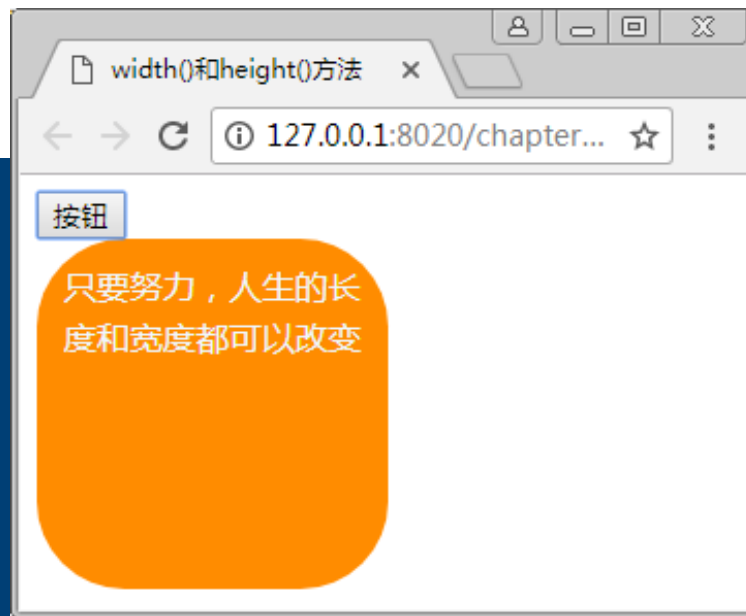 width()和height()方法
127.0.0.1:8020/chapter...
按钮
只要努力，人生的长
度和宽度都可以改变